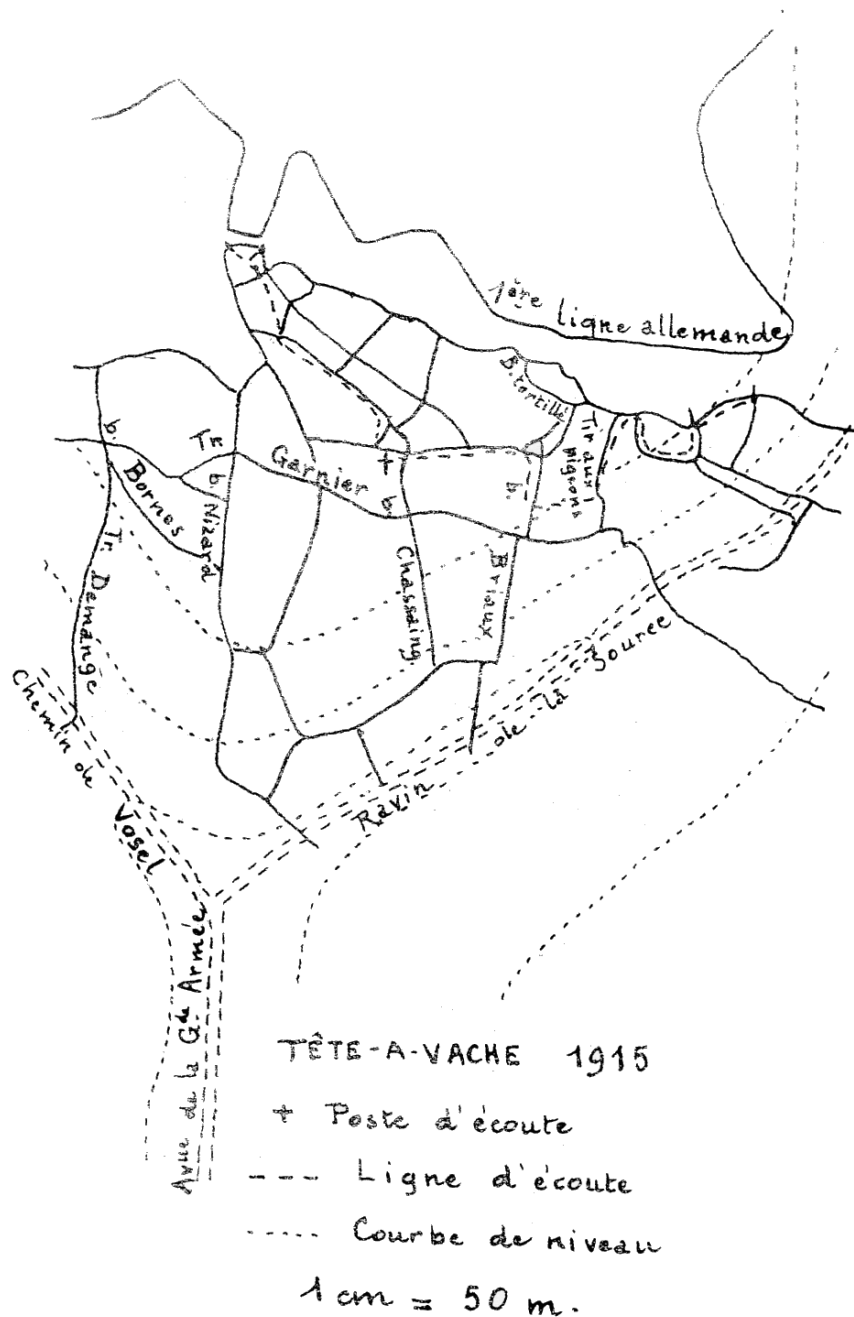 1ère ligne allemande
B. tortillé
Tir aux Pigeons
b. Bornes
Tr. Garnier
b. Nizard
b. Chassaing
b. Briaux
Tr. Demange
Chemin de Vosel
Ravin de la Source
Avue de la Gde Armée
TÊTE-A-VACHE 1915
+ Poste d'écoute
--- Ligne d'écoute
..... Courbe de niveau
1 cm = 50 m.